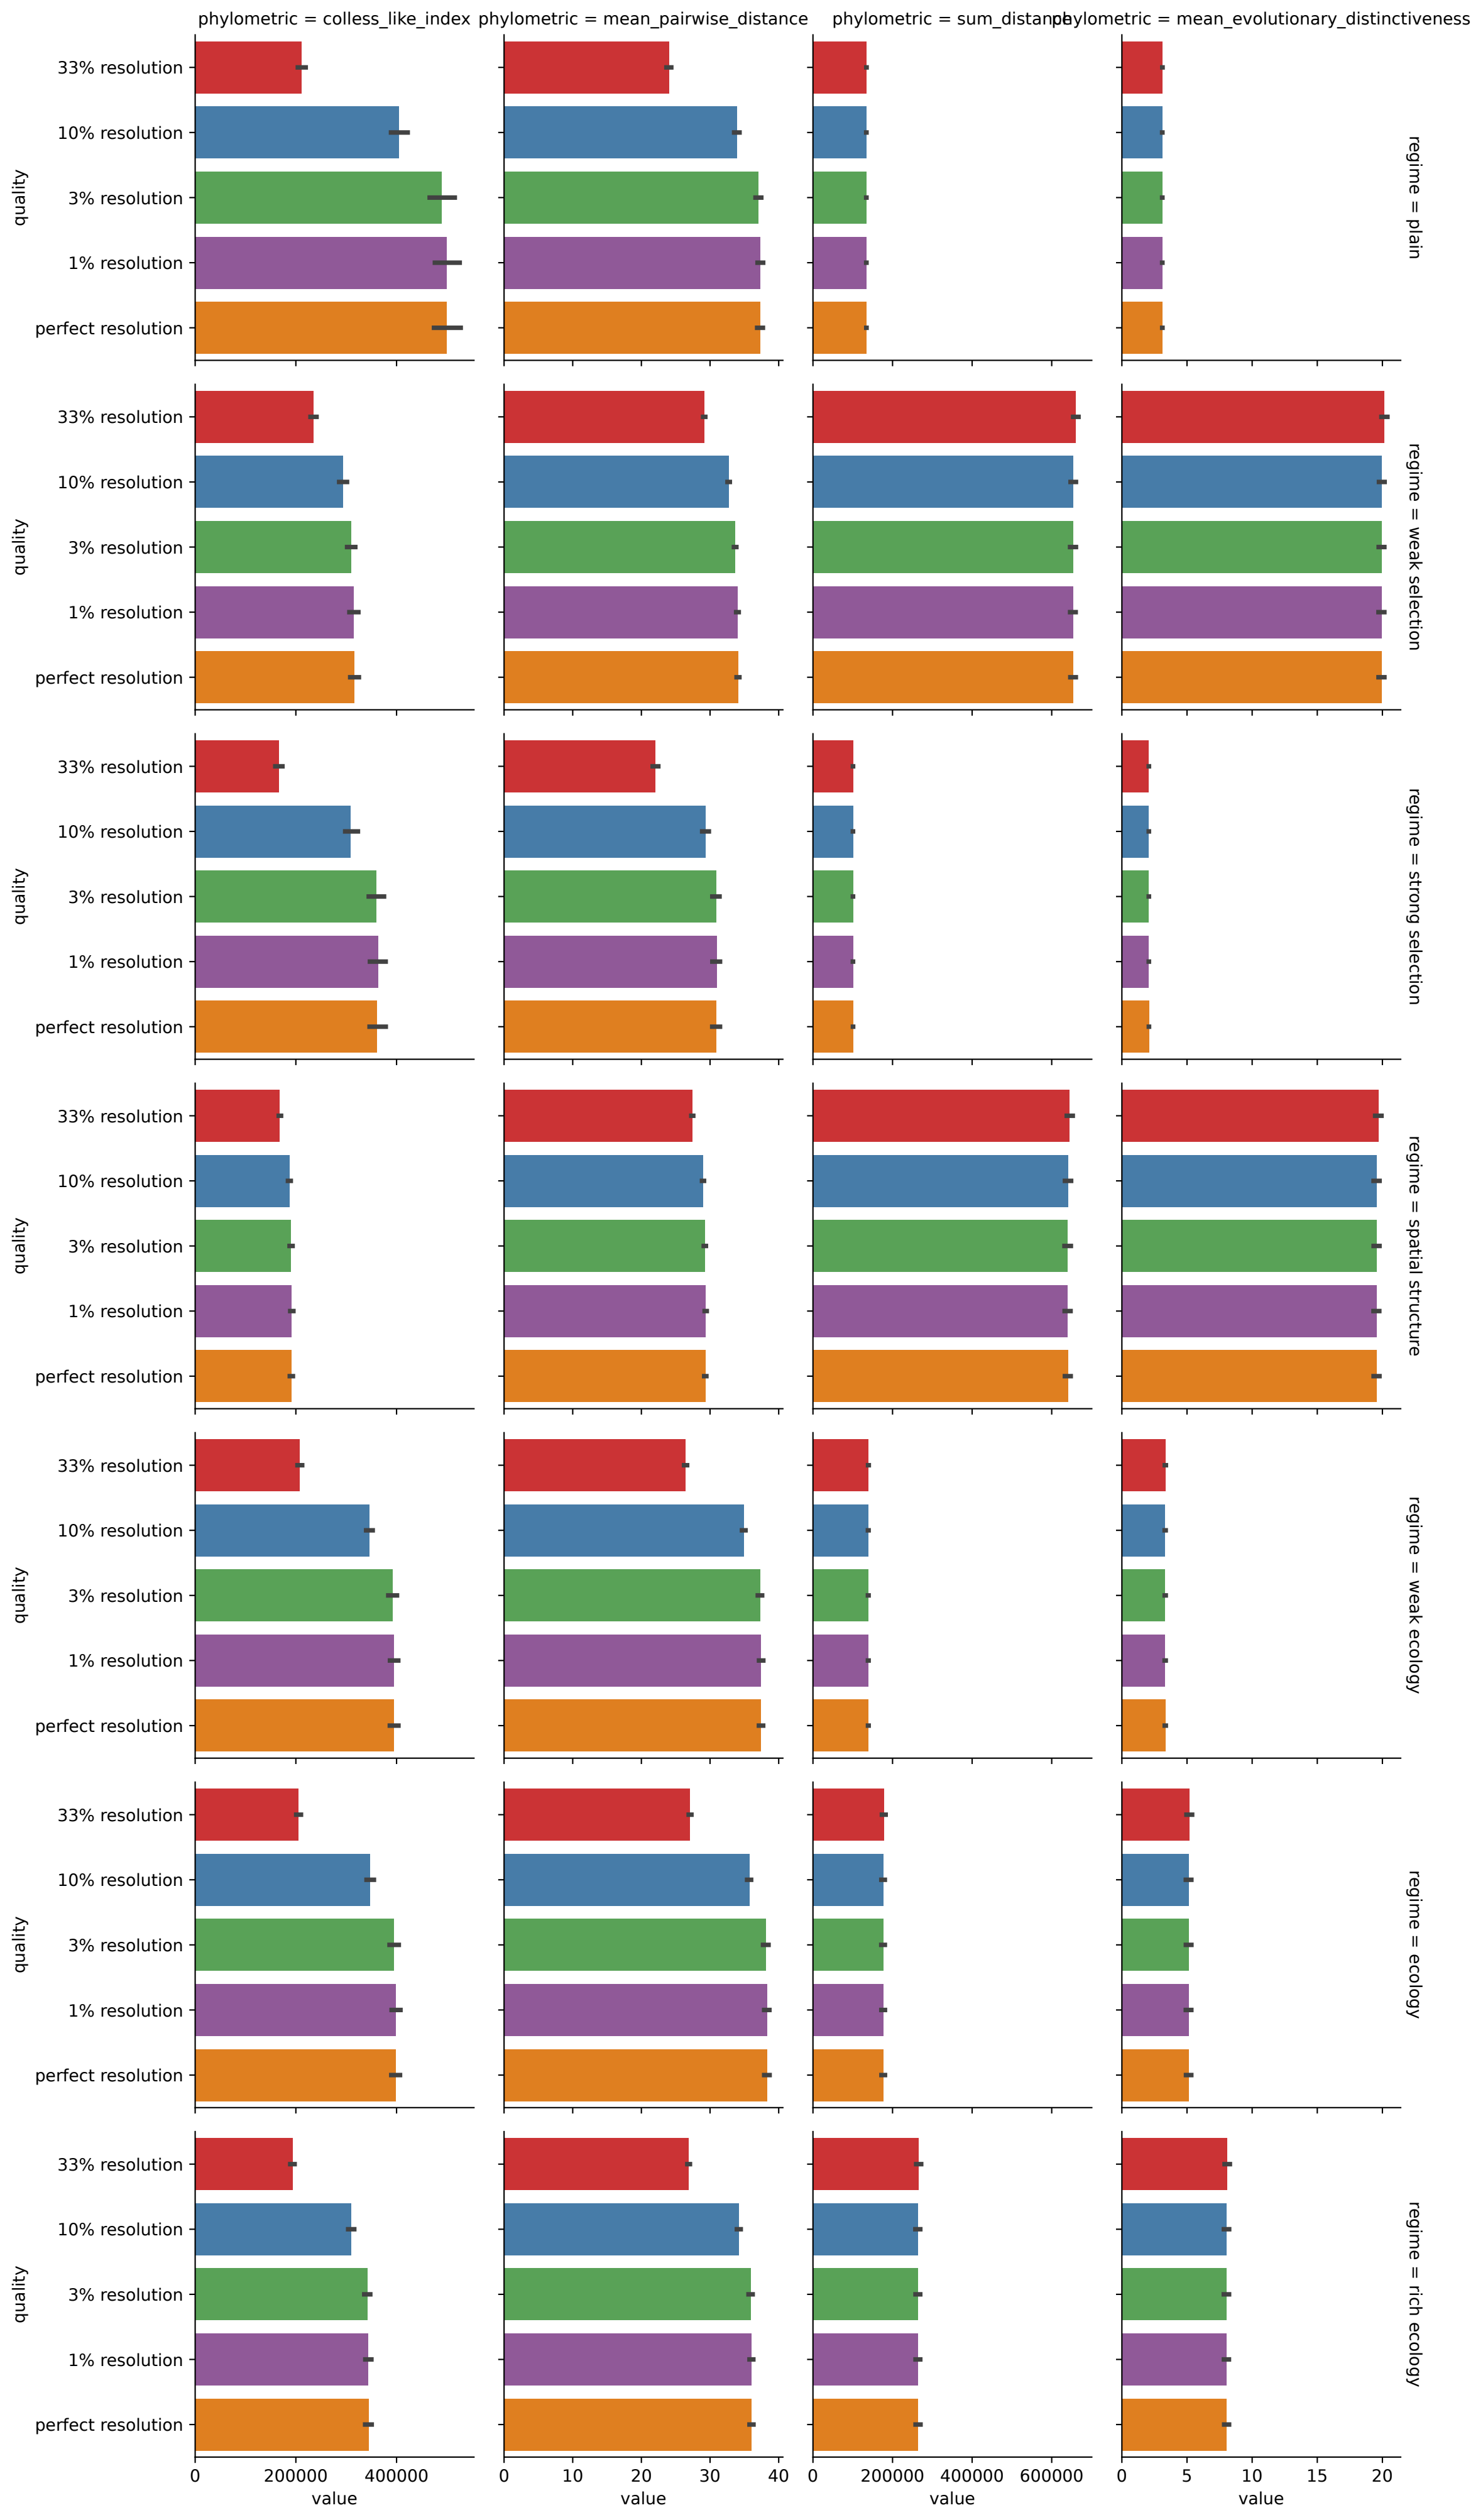 phylometric = colless_like_index
phylometric = mean_pairwise_distance
phylometric = sum_distance
phylometric = mean_evolutionary_distinctiveness
quality
33% resolution
10% resolution
3% resolution
1% resolution
perfect resolution
regime = plain
quality
33% resolution
10% resolution
3% resolution
1% resolution
perfect resolution
regime = weak selection
quality
33% resolution
10% resolution
3% resolution
1% resolution
perfect resolution
regime = strong selection
quality
33% resolution
10% resolution
3% resolution
1% resolution
perfect resolution
regime = spatial structure
quality
33% resolution
10% resolution
3% resolution
1% resolution
perfect resolution
regime = weak ecology
quality
33% resolution
10% resolution
3% resolution
1% resolution
perfect resolution
regime = ecology
quality
33% resolution
10% resolution
3% resolution
1% resolution
perfect resolution
regime = rich ecology
0 200000 400000
0 10 20 30 40
0 200000 400000 600000
0 5 10 15 20
value
value
value
value